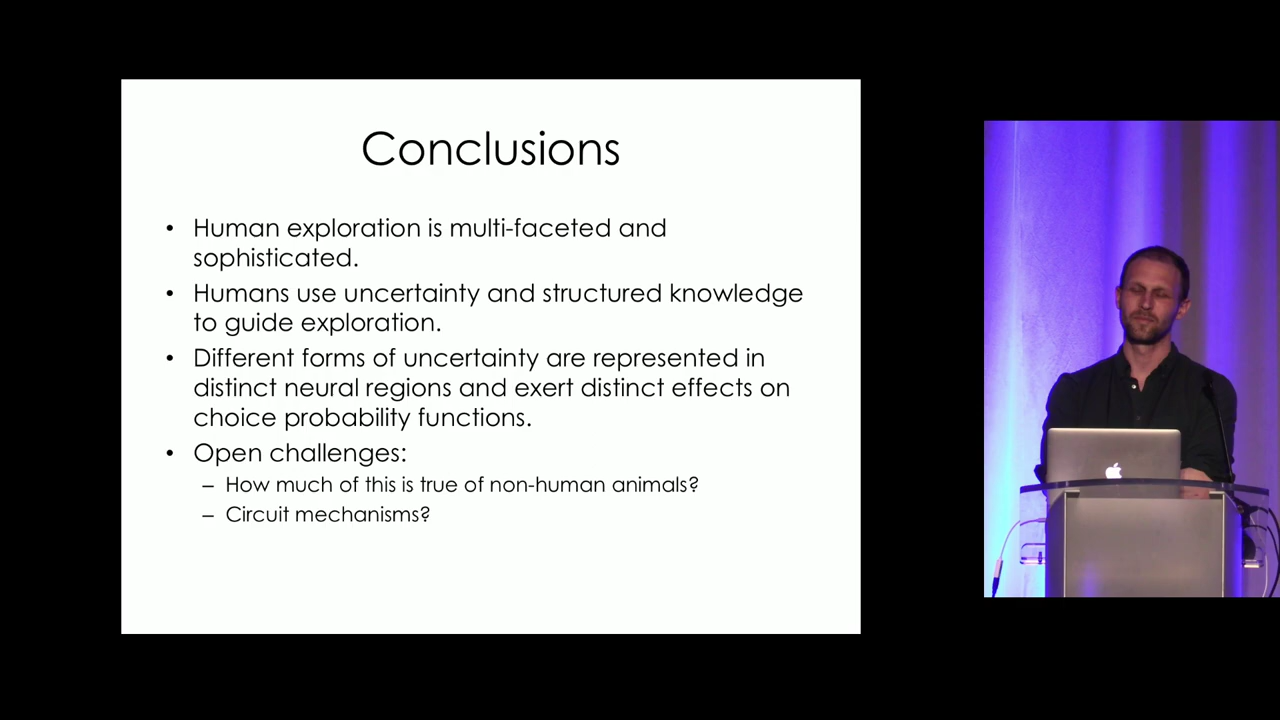 Conclusions
• Human exploration is multi-faceted and
sophisticated.
• Humans use uncertainty and structured knowledge
to guide exploration.
• Different forms of uncertainty are represented in
distinct neural regions and exert distinct effects on
choice probability functions.
• Open challenges:
– How much of this is true of non-human animals?
– Circuit mechanisms?